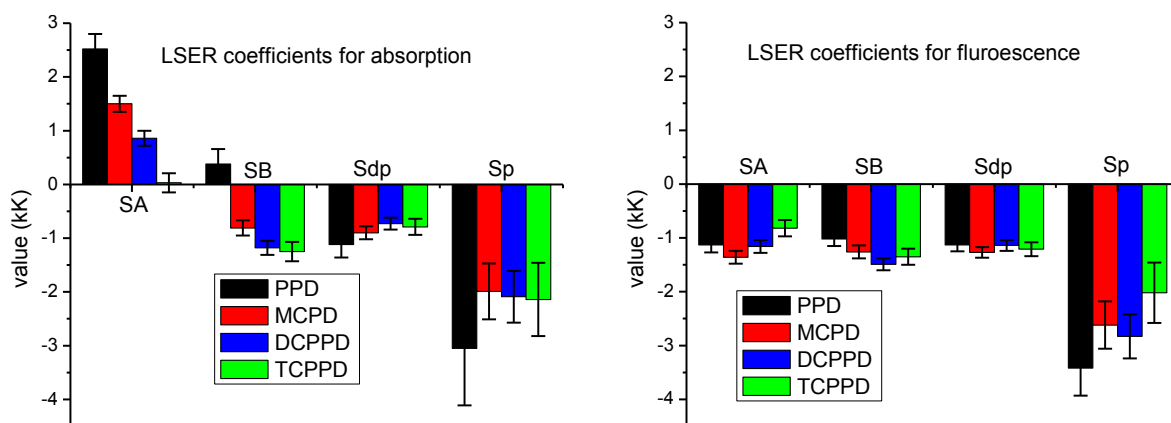 LSER coefficients for absorption
value (kK)
3
2
1
0
-1
-2
-3
-4
SA
SB
Sdp
Sp
PPD
MCPD
DCPPD
TCPPD
LSER coefficients for fluroescence
value (kK)
3
2
1
0
-1
-2
-3
-4
SA
SB
Sdp
Sp
PPD
MCPD
DCPPD
TCPPD